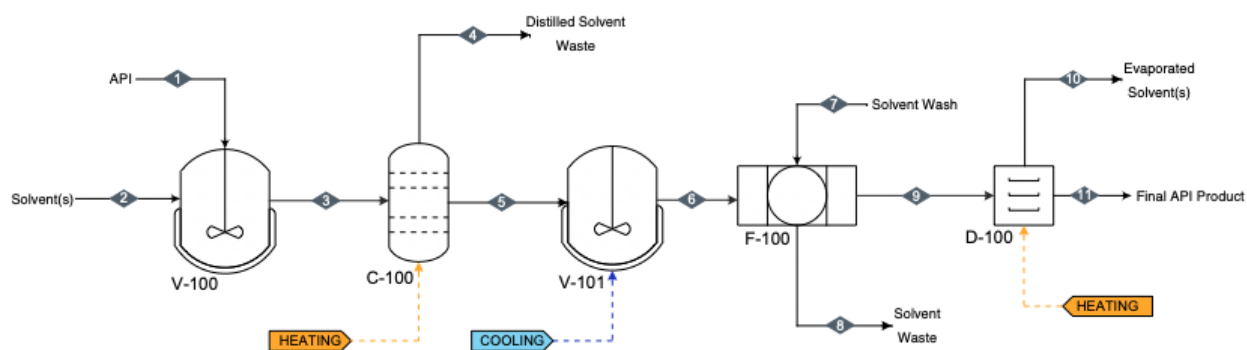 Distilled Solvent
Waste
4
API
1
Solvent(s)
2
V-100
3
C-100
HEATING
5
V-101
COOLING
6
7
Solvent Wash
F-100
8
Solvent
Waste
9
10
Evaporated
Solvent(s)
11
Final API Product
D-100
HEATING